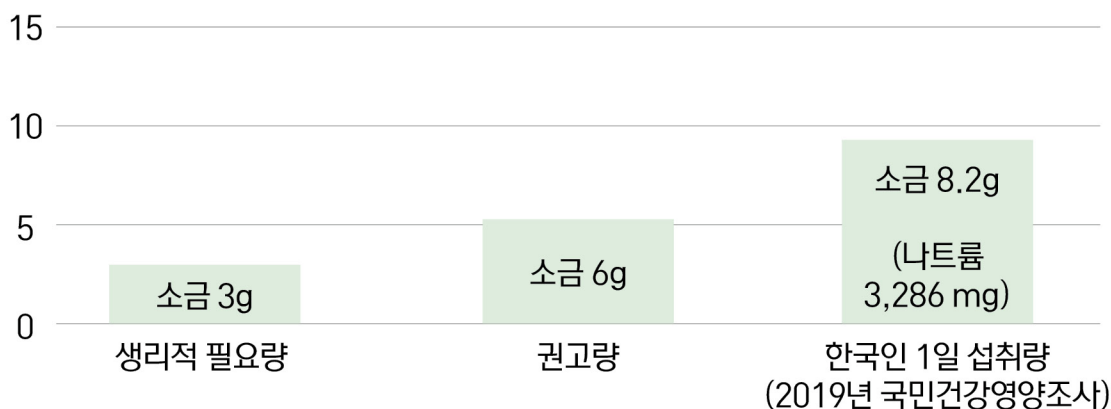 15
10
5
0
소금 3g
소금 6g
소금 8.2g
(나트륨
3,286 mg)
생리적 필요량
권고량
한국인 1일 섭취량
(2019년 국민건강영양조사)